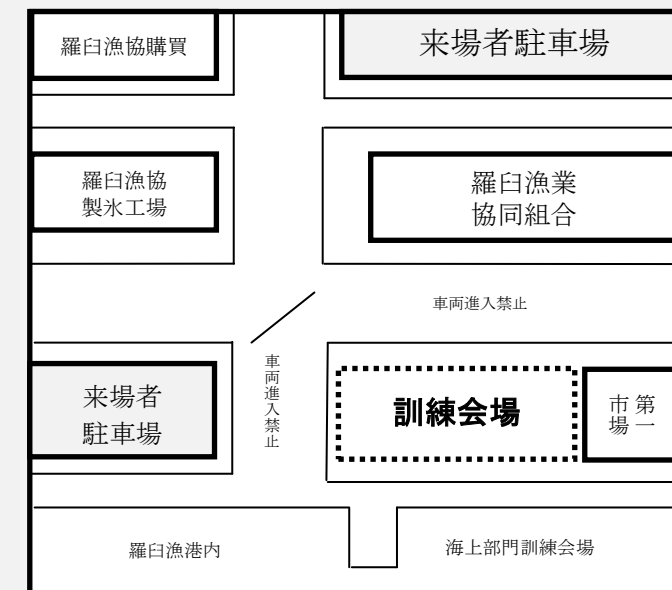 羅臼漁協購買
来場者駐車場
羅臼漁協
製氷工場
羅臼漁業
協同組合
車両進入禁止
車両進入禁止
来場者
駐車場
訓練会場
第一
市場
羅臼漁港内
海上部門訓練会場